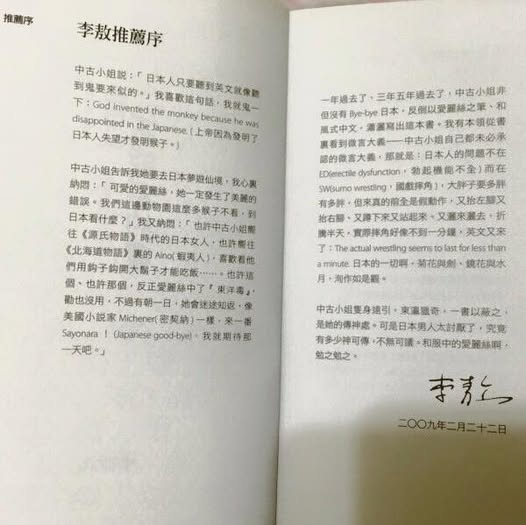 推薦序
李敖推薦序
中古小姐說：「日本人只要聽到英文就像聽
到鬼要來似的。」我喜歡這句話，我就鬼一
下：God invented the monkey because he was
disappointed in the Japanese.（上帝因為發明了
日本人失望才發明猴子。）
中古小姐告訴我她要去日本夢遊仙境，我心裏
納悶：「可愛的愛麗絲，她一定發生了美麗的
錯誤。我們這邊動物園這麼多猴子不看，到
日本看什麼？」我又納悶：「也許中古小姐嚮
往《源氏物語》時代的日本女人，也許嚮往
《北海道物語》裏的Aino(蝦夷人)，喜歡看他
們用鈎子鈎開大鬍子才能吃飯……。也許這
個、也許那個，反正愛麗絲中了『東洋毒』，
勸也沒用，不過有朝一日，她會迷途知返，像
美國小說家Michener(密契納)一樣，來一番
Sayonara！(Japanese good-bye)。我就期待那
一天吧。」
一年過去了、三年五年過去了，中古小姐非
但沒有Bye-bye日本，反倒以愛麗絲之筆、和
風式中文，瀟麗寫出這本書。我有本領從書
裏看到微言大義——中古小姐自己都未必承
認的微言大義，那就是：日本人的問題不在
ED(erectile dysfunction，勃起機能不全)而在
SW(sumo wrestling，國戲摔角)，大胖子要多胖
有多胖，但來真的前全是假動作，又抬左腳又
抬右腳、又蹲下來又站起來、又灑來灑去，折
騰半天，實際摔角好像不到一分鐘，英文又來
了：The actual wrestling seems to last for less than
a minute. 日本的一切啊，菊花與劍、鏡花與水
月，洵作如是觀。
中古小姐隻身遠引，東瀛獵奇，一書以蔽之，
是她的傳神處。可是日本男人太討厭了，究竟
有多少神可傳，不無可議。和服中的愛麗絲啊，
勉之勉之。
李敖
二〇〇九年二月二十二日